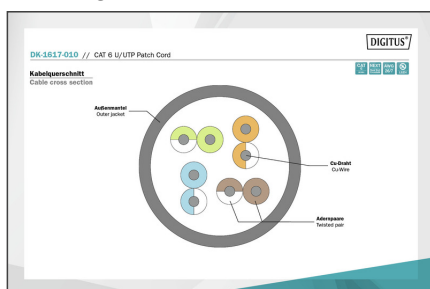 DIGITUS®
DK-1617-010 // CAT 6 U/UTP Patch Cord
Kabelquerschnitt
Cable cross section
Außenmantel
Outer jacket
Cu-Draht
Cu-Wire
Adernpaare
Twisted pair